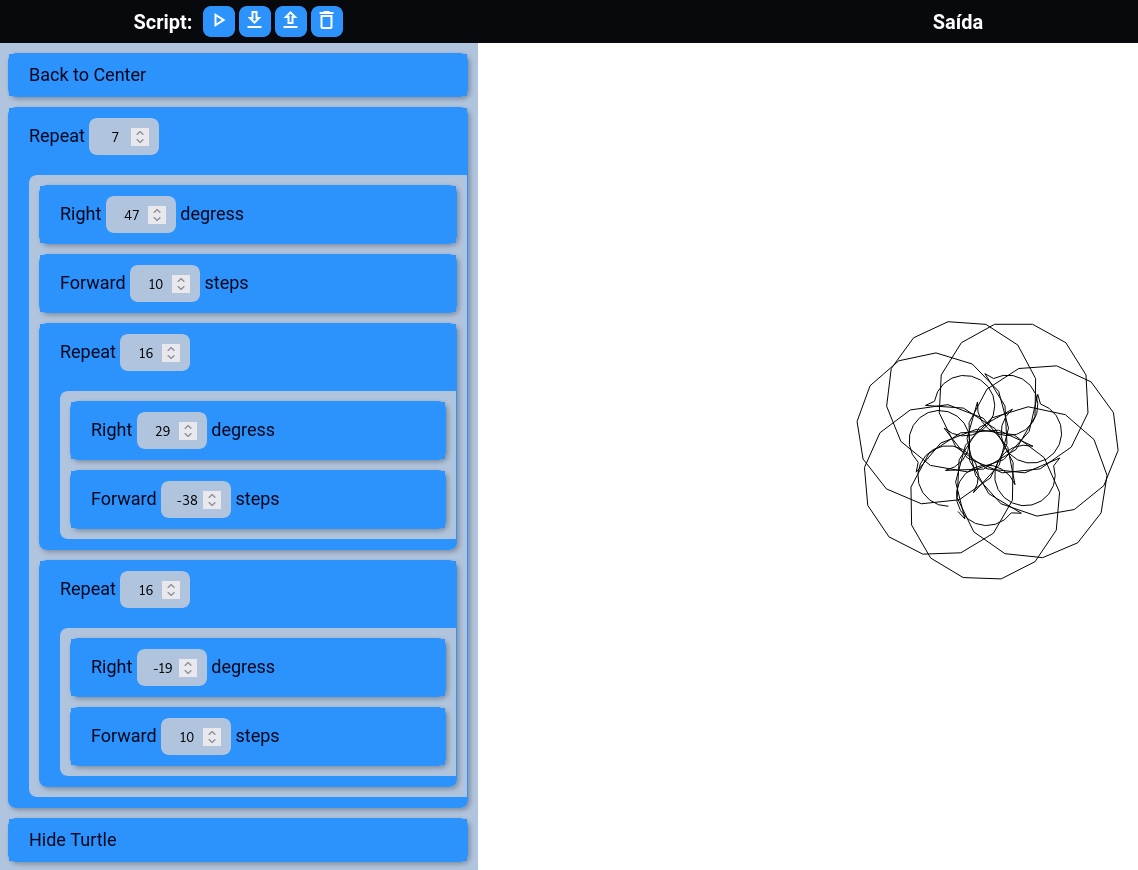 Script:
Saída
Back to Center
Repeat 7
Right 47 degress
Forward 10 steps
Repeat 16
Right 29 degress
Forward -38 steps
Repeat 16
Right -19 degress
Forward 10 steps
Hide Turtle